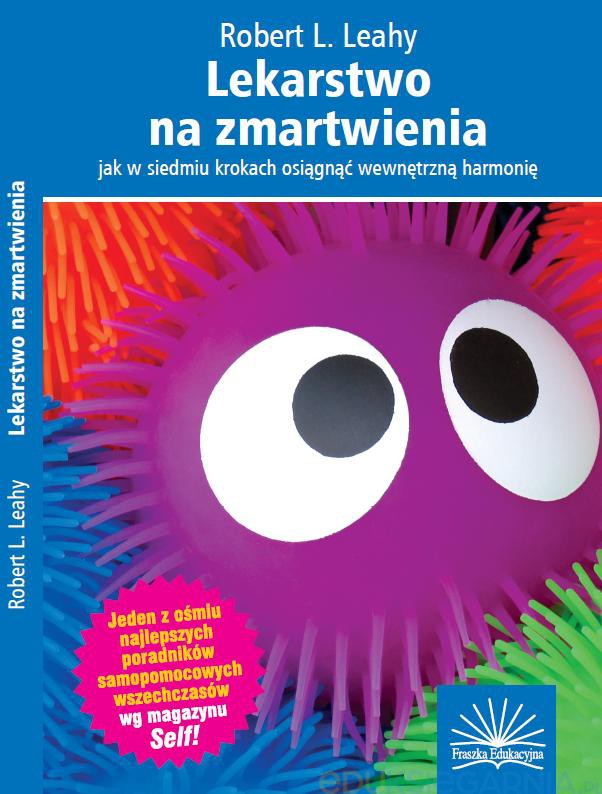 Robert L. Leahy
Lekarstwo
na zmartwienia
jak w siedmiu krokach osiągnąć wewnętrzną harmonię
Robert L. Leahy Lekarstwo na zmartwienia
Jeden z ośmiu
najlepszych
poradników
samopomocowych
wszechczasów
wg magazynu
Self!
Fraszka Edukacyjna